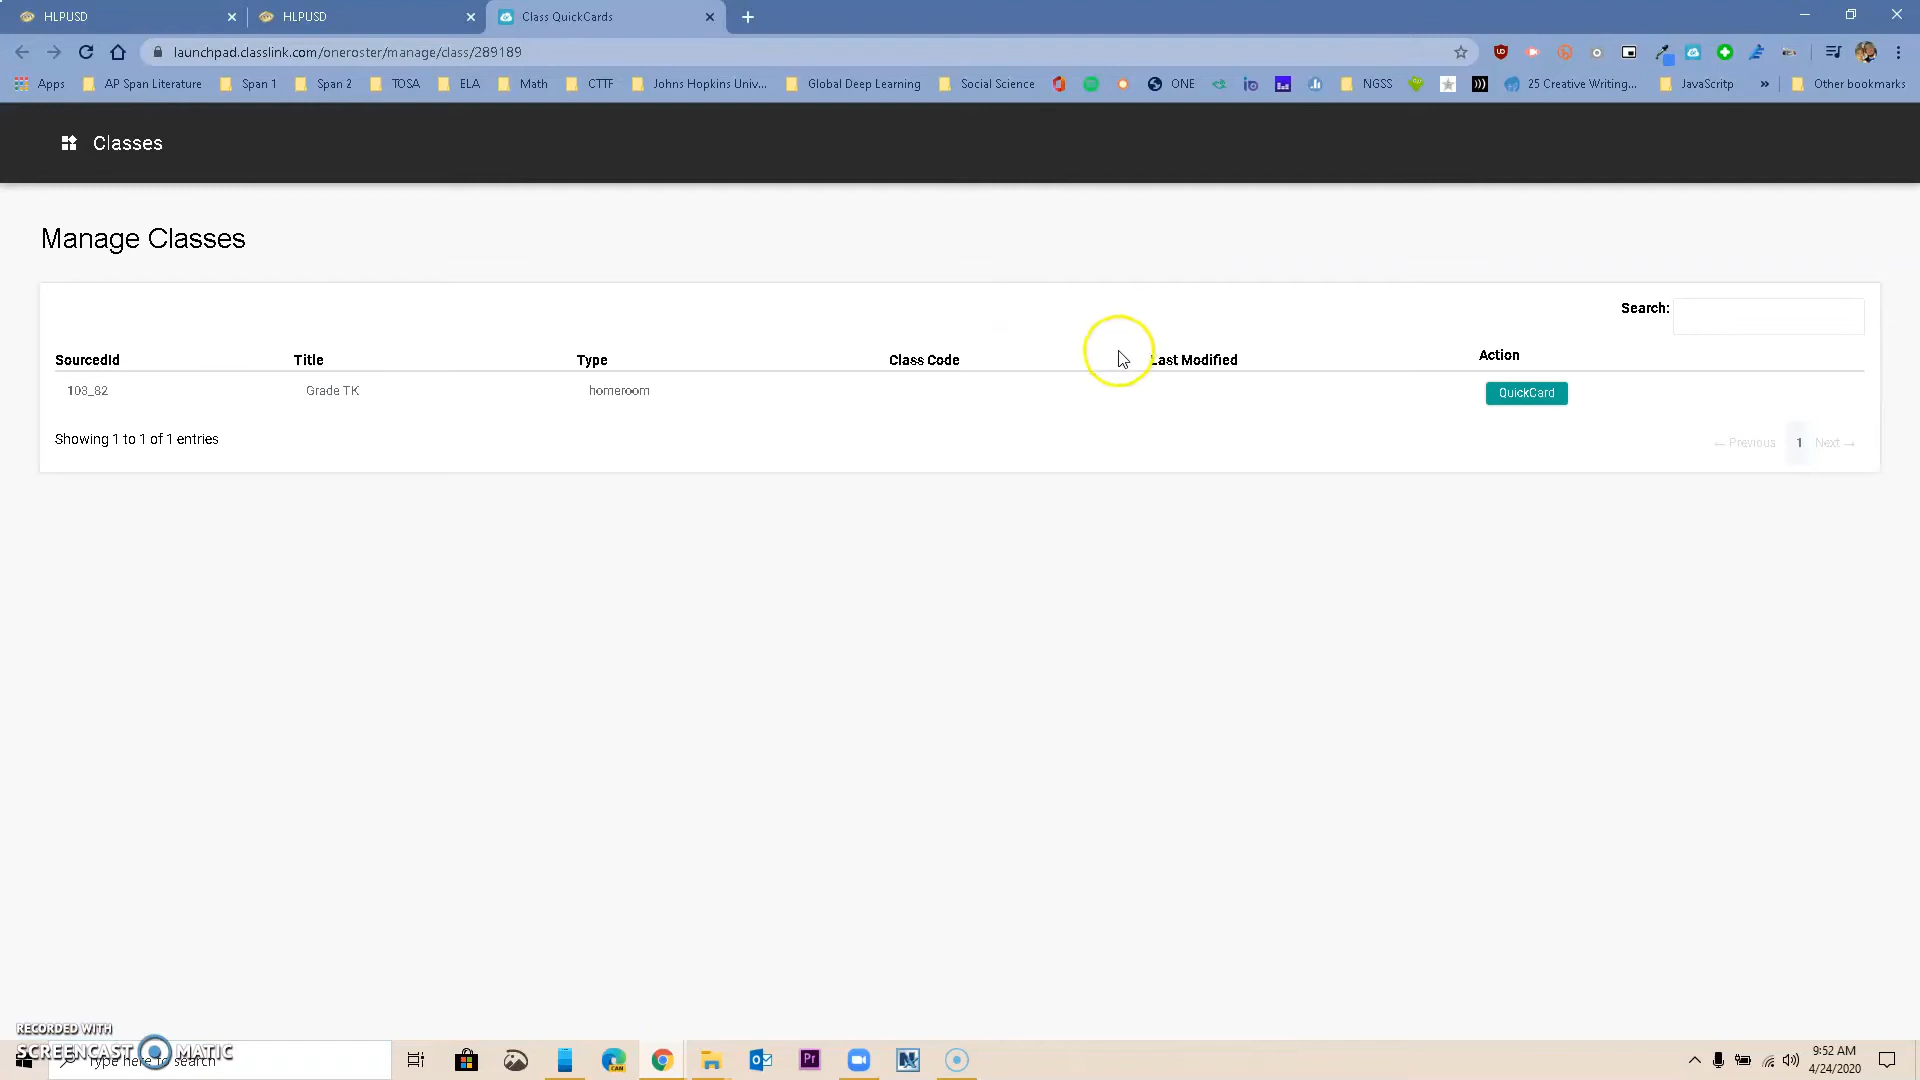 HLPUSD HLPUSD Class QuickCards
launchpad.classlink.com/oneroster/manage/class/289189
Apps AP Span Literature Span 1 Span 2 TOSA ELA Math CTTF Johns Hopkins Univ... Global Deep Learning Social Science ONE NGSS 25 Creative Writing... JavaScritp » Other bookmarks
Classes
Manage Classes
Search:
SourcedId Title Type Class Code Last Modified Action
103_82 Grade TK homeroom QuickCard
Showing 1 to 1 of 1 entries
← Previous 1 Next →
RECORDED WITH
SCREENCAST MATIC
Type here to search
9:52 AM
4/24/2020